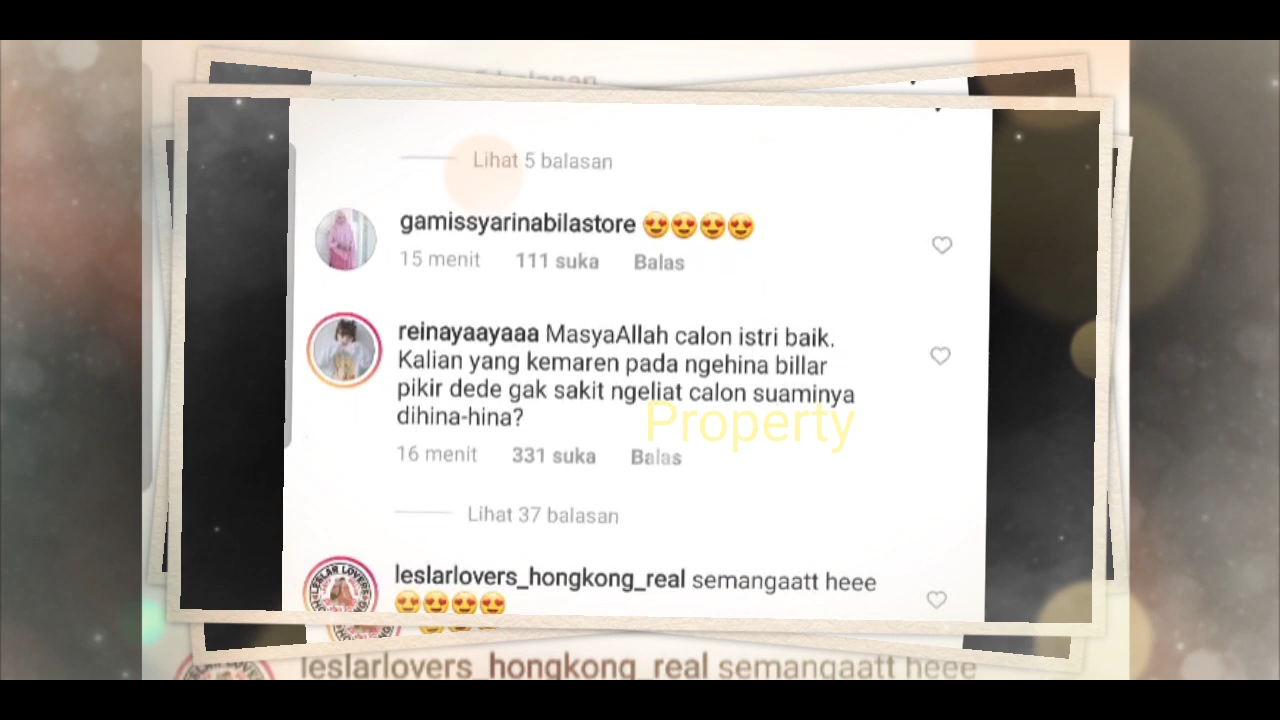 Lihat 5 balasan
gamissyarinabilastore 😍😍😍😍
15 menit 111 suka Balas
reinayaayaaa MasyaAllah calon istri baik.
Kalian yang kemaren pada ngehina billar
pikir dede gak sakit ngeliat calon suaminya
dihina-hina?
Property
16 menit 331 suka Balas
Lihat 37 balasan
LESLAR LOVERS
leslarlovers_hongkong_real semangaatt heee
😍😍😍😍
leslarlovers_hongkong_real semangaatt heee